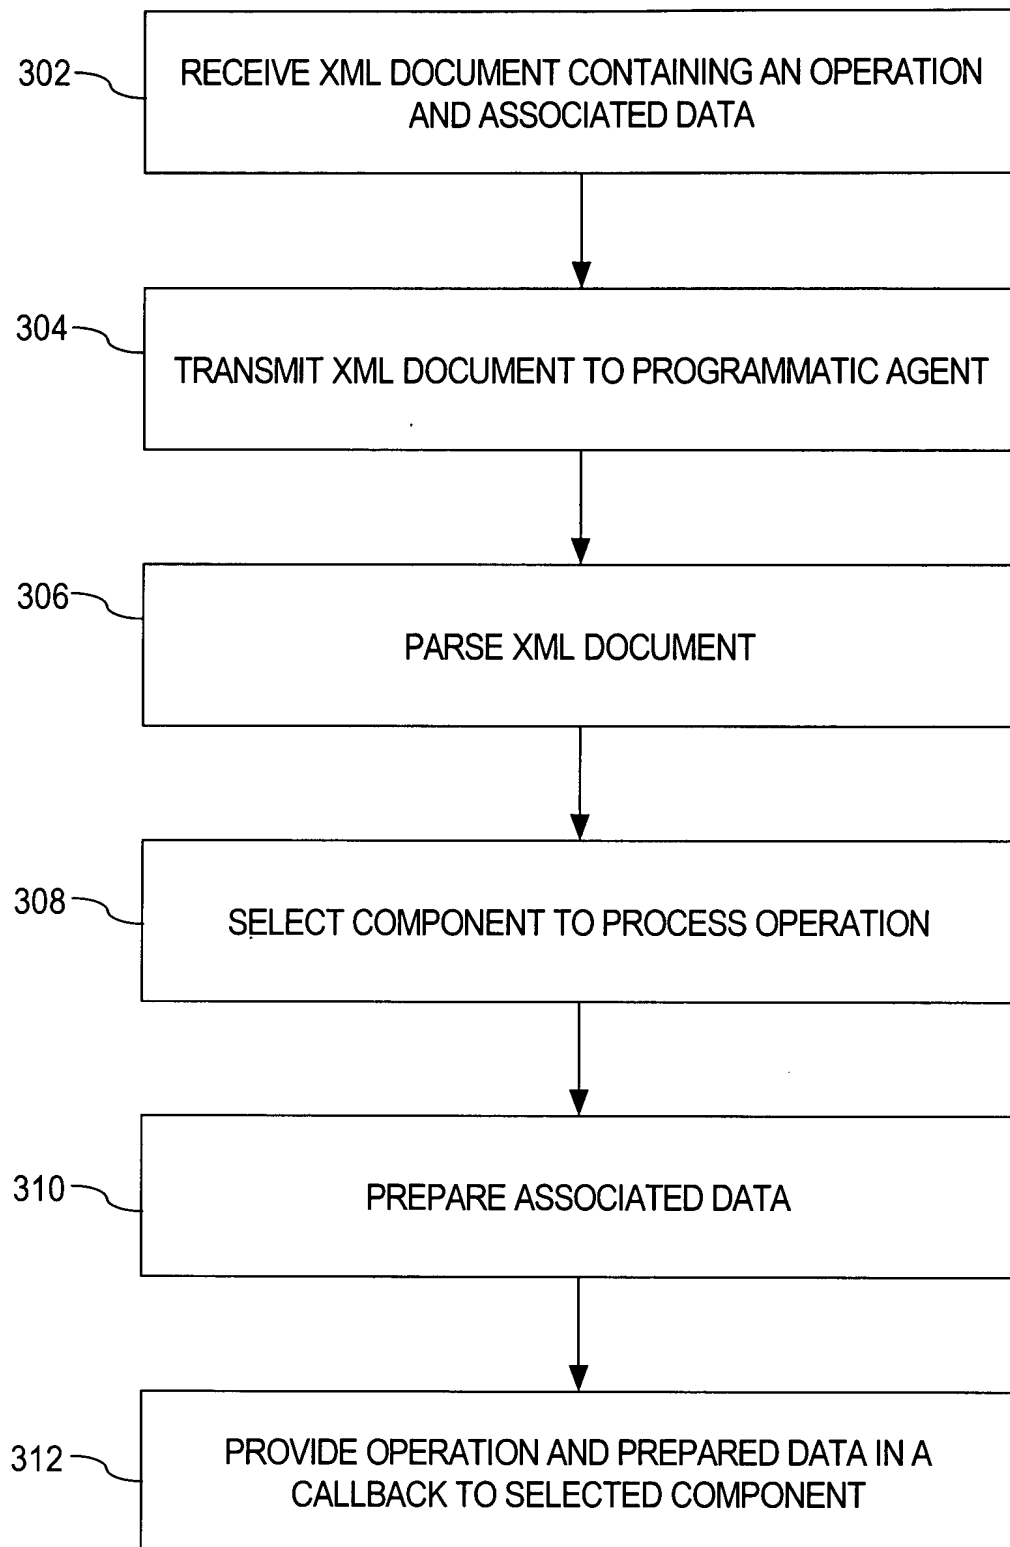 302
RECEIVE XML DOCUMENT CONTAINING AN OPERATION
AND ASSOCIATED DATA
304
TRANSMIT XML DOCUMENT TO PROGRAMMATIC AGENT
306
PARSE XML DOCUMENT
308
SELECT COMPONENT TO PROCESS OPERATION
310
PREPARE ASSOCIATED DATA
312
PROVIDE OPERATION AND PREPARED DATA IN A
CALLBACK TO SELECTED COMPONENT